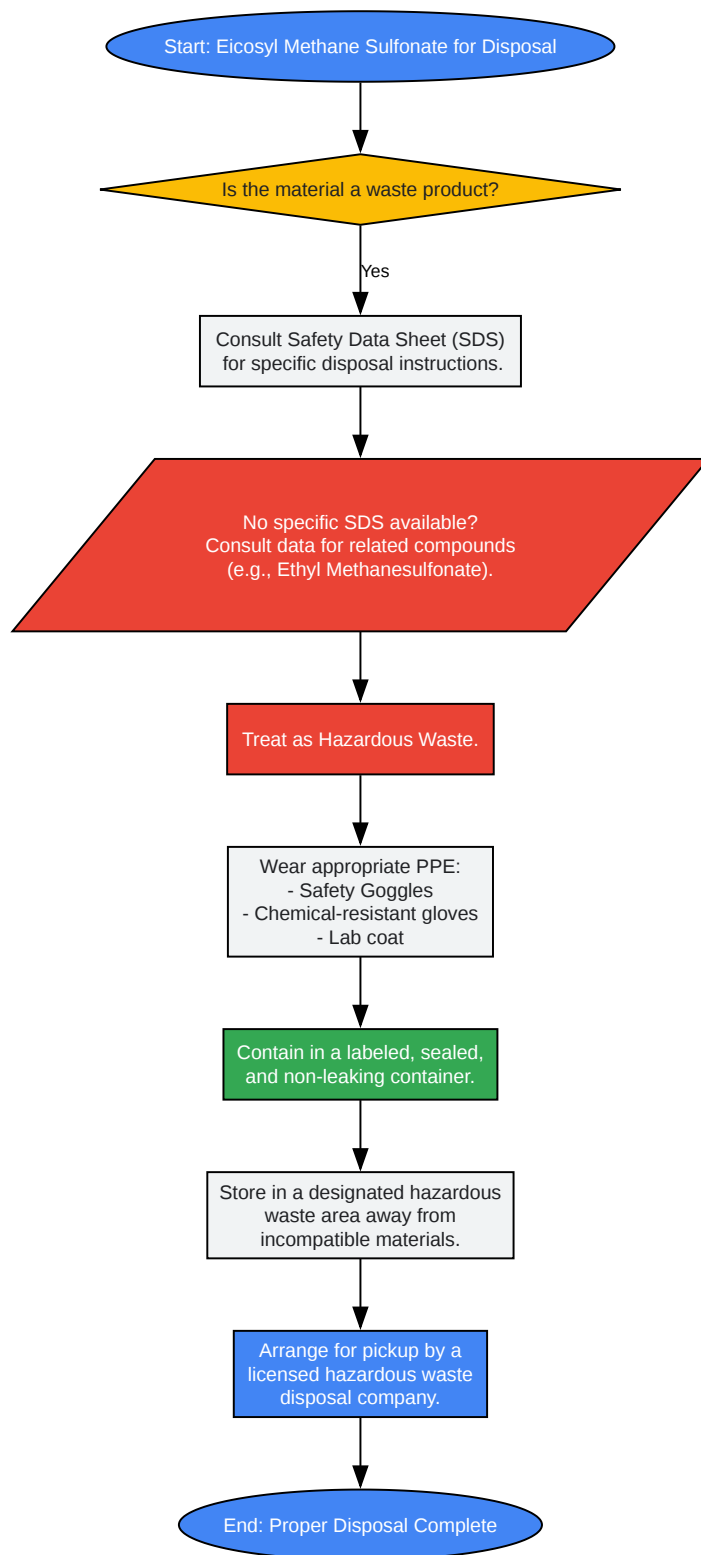 Start: Eicosyl Methane Sulfonate for Disposal
Is the material a waste product?
Yes
Consult Safety Data Sheet (SDS)
for specific disposal instructions.
No specific SDS available?
Consult data for related compounds
(e.g., Ethyl Methanesulfonate).
Treat as Hazardous Waste.
Wear appropriate PPE:
- Safety Goggles
- Chemical-resistant gloves
- Lab coat
Contain in a labeled, sealed,
and non-leaking container.
Store in a designated hazardous
waste area away from
incompatible materials.
Arrange for pickup by a
licensed hazardous waste
disposal company.
End: Proper Disposal Complete